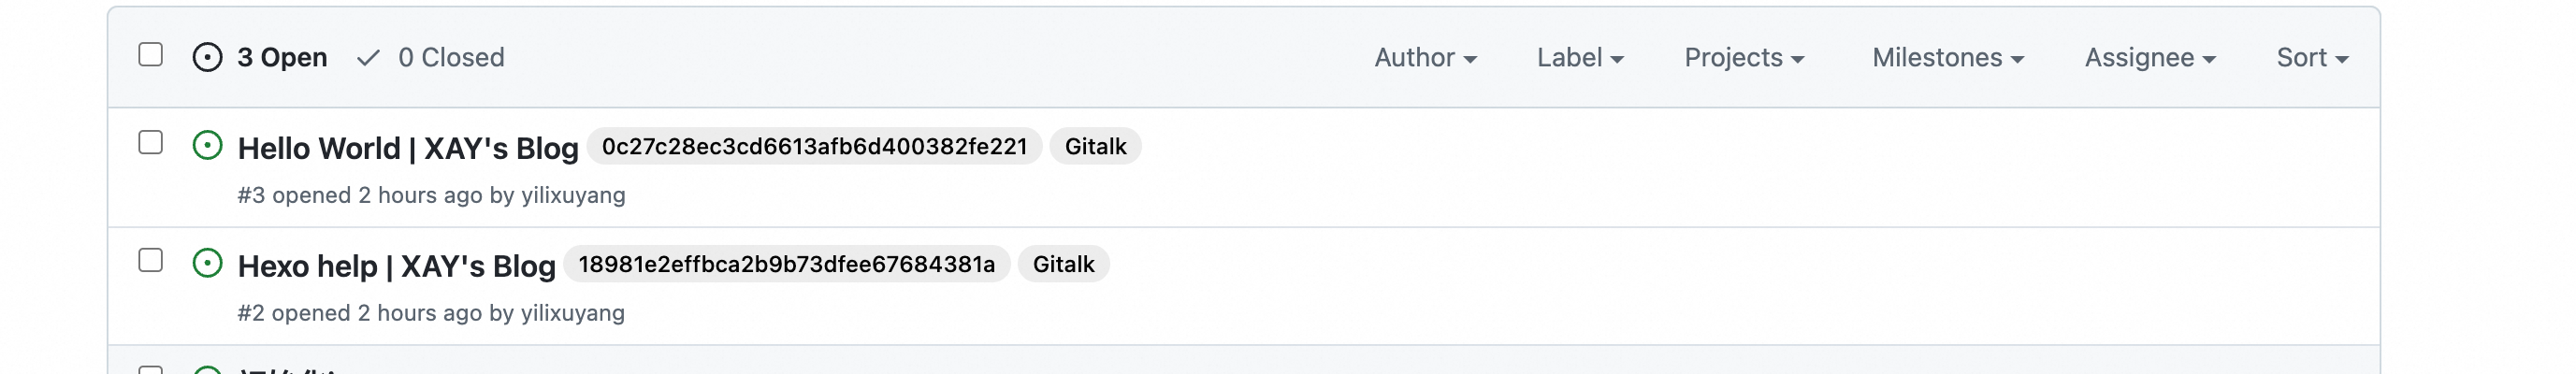 3 Open 0 Closed Author Label Projects Milestones Assignee Sort
Hello World | XAY's Blog 0c27c28ec3cd6613afb6d400382fe221 Gitalk
#3 opened 2 hours ago by yilixuyang
Hexo help | XAY's Blog 18981e2effbca2b9b73dfee67684381a Gitalk
#2 opened 2 hours ago by yilixuyang